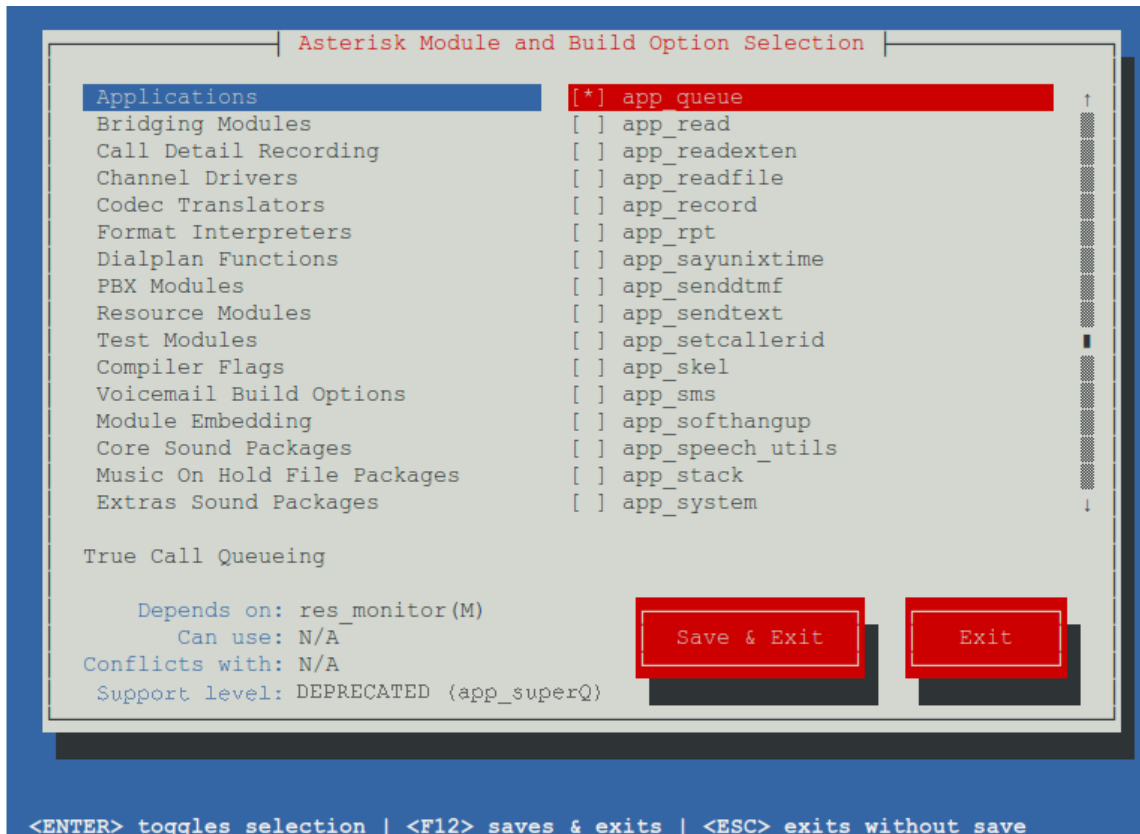 Asterisk Module and Build Option Selection
Applications [*] app_queue ↑
Bridging Modules [ ] app_read
Call Detail Recording [ ] app_readexten
Channel Drivers [ ] app_readfile
Codec Translators [ ] app_record
Format Interpreters [ ] app_rpt
Dialplan Functions [ ] app_sayunixtime
PBX Modules [ ] app_senddtmf
Resource Modules [ ] app_sendtext
Test Modules [ ] app_setcallerid
Compiler Flags [ ] app_skel
Voicemail Build Options [ ] app_sms
Module Embedding [ ] app_softhangup
Core Sound Packages [ ] app_speech_utils
Music On Hold File Packages [ ] app_stack
Extras Sound Packages [ ] app_system ↓
True Call Queueing
Depends on: res_monitor(M)
Can use: N/A
Conflicts with: N/A
Support level: DEPRECATED (app_superQ)
Save & Exit Exit
<ENTER> toggles selection | <F12> saves & exits | <ESC> exits without save